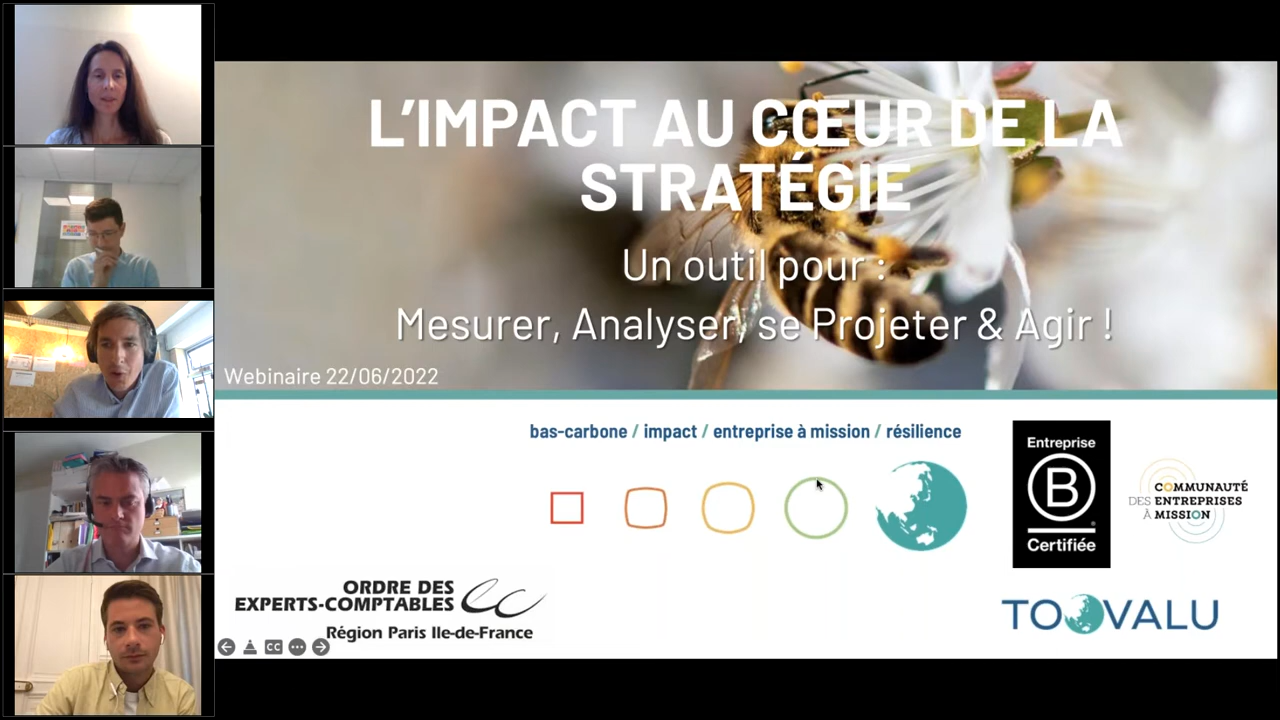 L'IMPACT AU CŒUR DE LA
STRATÉGIE
Un outil pour :
Mesurer, Analyser, se Projeter & Agir !
Webinaire 22/06/2022
bas-carbone / impact / entreprise à mission / résilience
Entreprise
B
®
Certifiée
COMMUNAUTÉ
DES ENTREPRISES
À MISSION
ORDRE DES
EXPERTS-COMPTABLES
Région Paris Ile-de-France
TOOVALU
CC